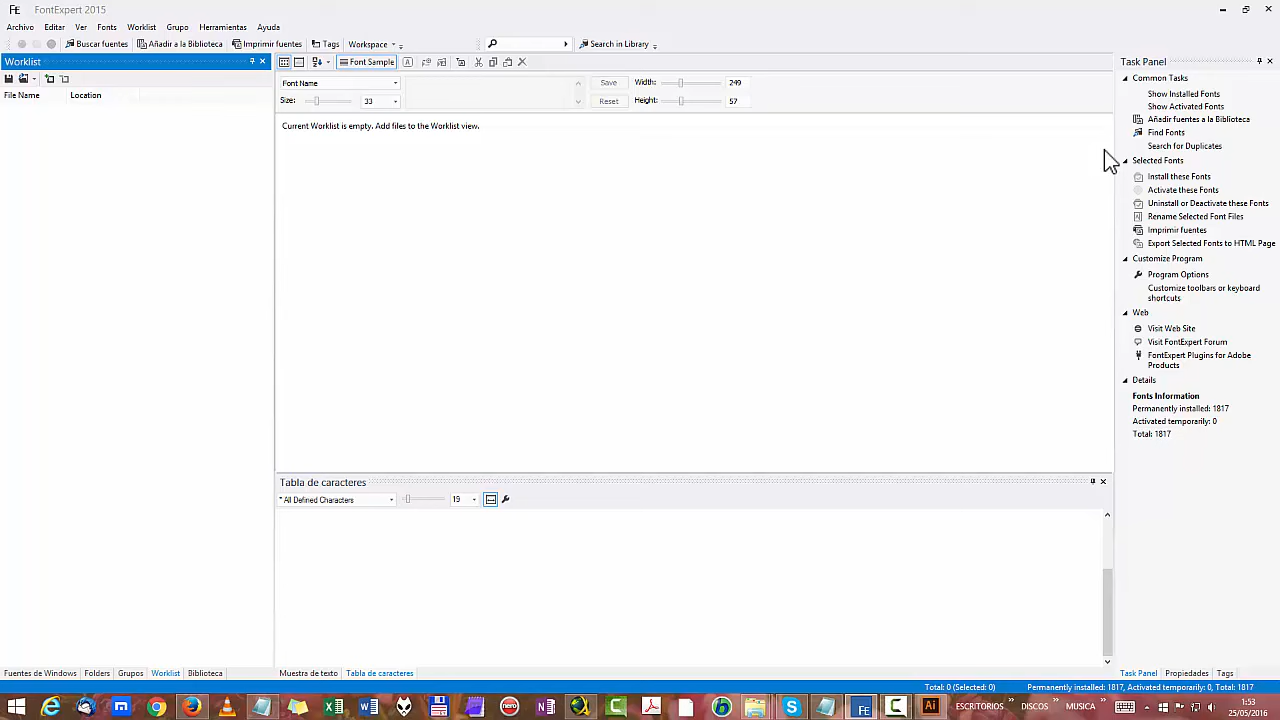 FE FontExpert 2015
Archivo Editar Ver Fonts Worklist Grupo Herramientas Ayuda
Buscar fuentes Añadir a la Biblioteca Imprimir fuentes Tags Workspace Search in Library
Worklist
Font Sample
File Name Location
Font Name Save Width: 249
Size: 33 Reset Height: 57
Current Worklist is empty. Add files to the Worklist view.
Tabla de caracteres
* All Defined Characters 19
Task Panel
Common Tasks
Show Installed Fonts
Show Activated Fonts
Añadir fuentes a la Biblioteca
Find Fonts
Search for Duplicates
Selected Fonts
Install these Fonts
Activate these Fonts
Uninstall or Deactivate these Fonts
Rename Selected Font Files
Imprimir fuentes
Export Selected Fonts to HTML Page
Customize Program
Program Options
Customize toolbars or keyboard
shortcuts
Web
Visit Web Site
Visit FontExpert Forum
FontExpert Plugins for Adobe
Products
Details
Fonts Information
Permanently installed: 1817
Activated temporarily: 0
Total: 1817
Fuentes de Windows Folders Grupos Worklist Biblioteca
Muestra de texto Tabla de caracteres
Task Panel Propiedades Tags
Total: 0 (Selected: 0) Permanently installed: 1817, Activated temporarily: 0, Total: 1817
ESCRITORIOS » DISCOS » MUSICA »
1:53
25/05/2016